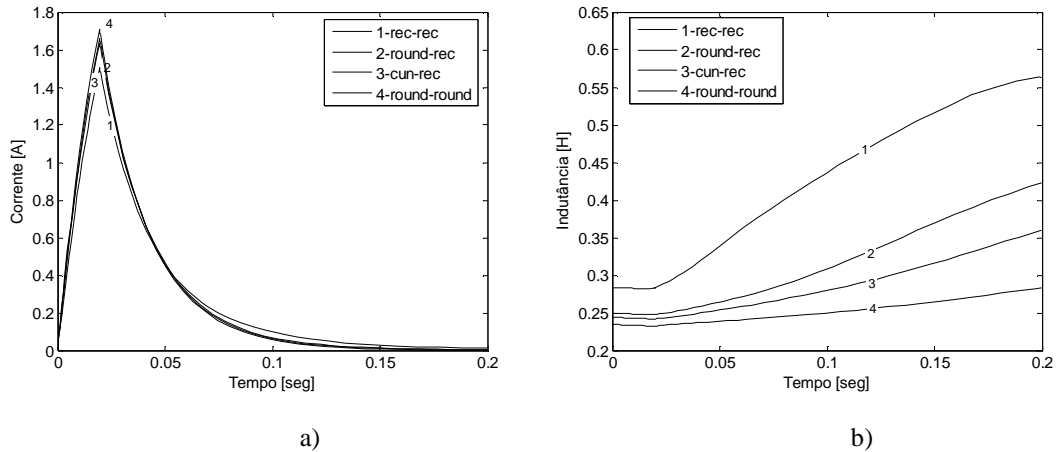 1.8
1.6
1.4
1.2
1
0.8
0.6
0.4
0.2
0
0
0.05
0.1
0.15
0.2
Corrente [A]
Tempo [seg]
4
2
3
1
1-rec-rec
2-round-rec
3-cun-rec
4-round-round
a)
0.65
0.6
0.55
0.5
0.45
0.4
0.35
0.3
0.25
0.2
0
0.05
0.1
0.15
0.2
Indutância [H]
Tempo [seg]
1-rec-rec
2-round-rec
3-cun-rec
4-round-round
1
2
3
4
b)